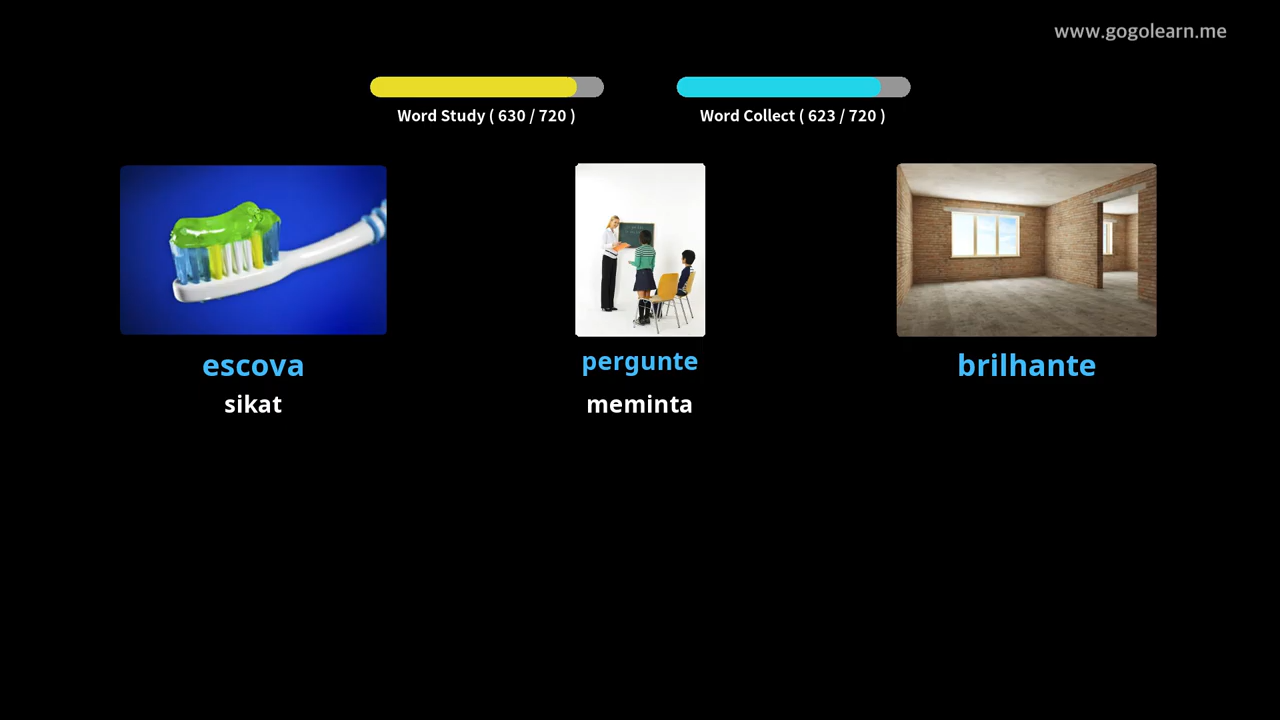 www.gogolearn.me
Word Study ( 630 / 720 )
Word Collect ( 623 / 720 )
escova
pergunte
brilhante
sikat
meminta